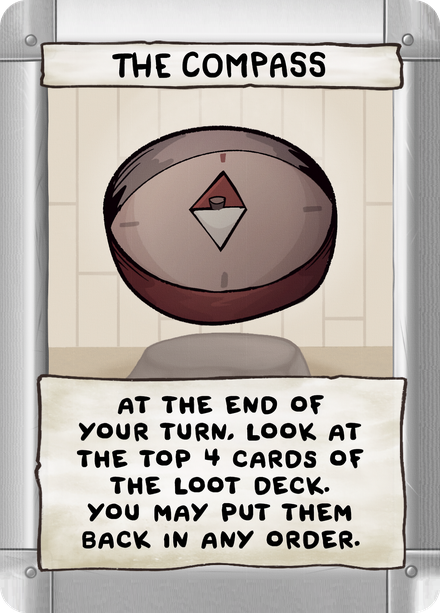 THE COMPASS
AT THE END OF
YOUR TURN, LOOK AT
THE TOP 4 CARDS OF
THE LOOT DECK.
YOU MAY PUT THEM
BACK IN ANY ORDER.